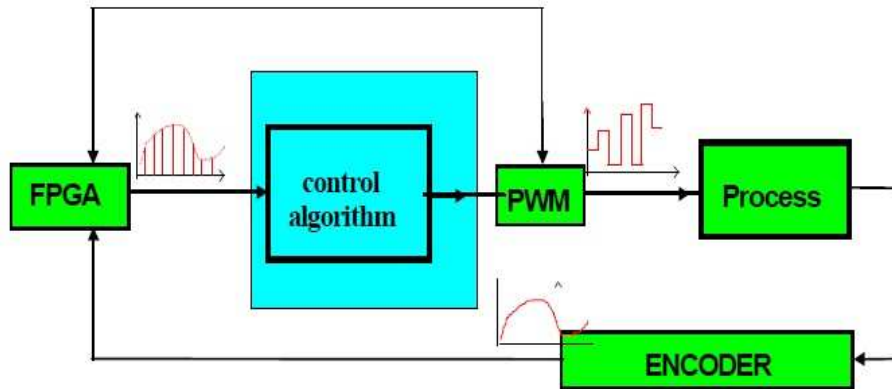 FPGA
control
algorithm
PWM
Process
ENCODER